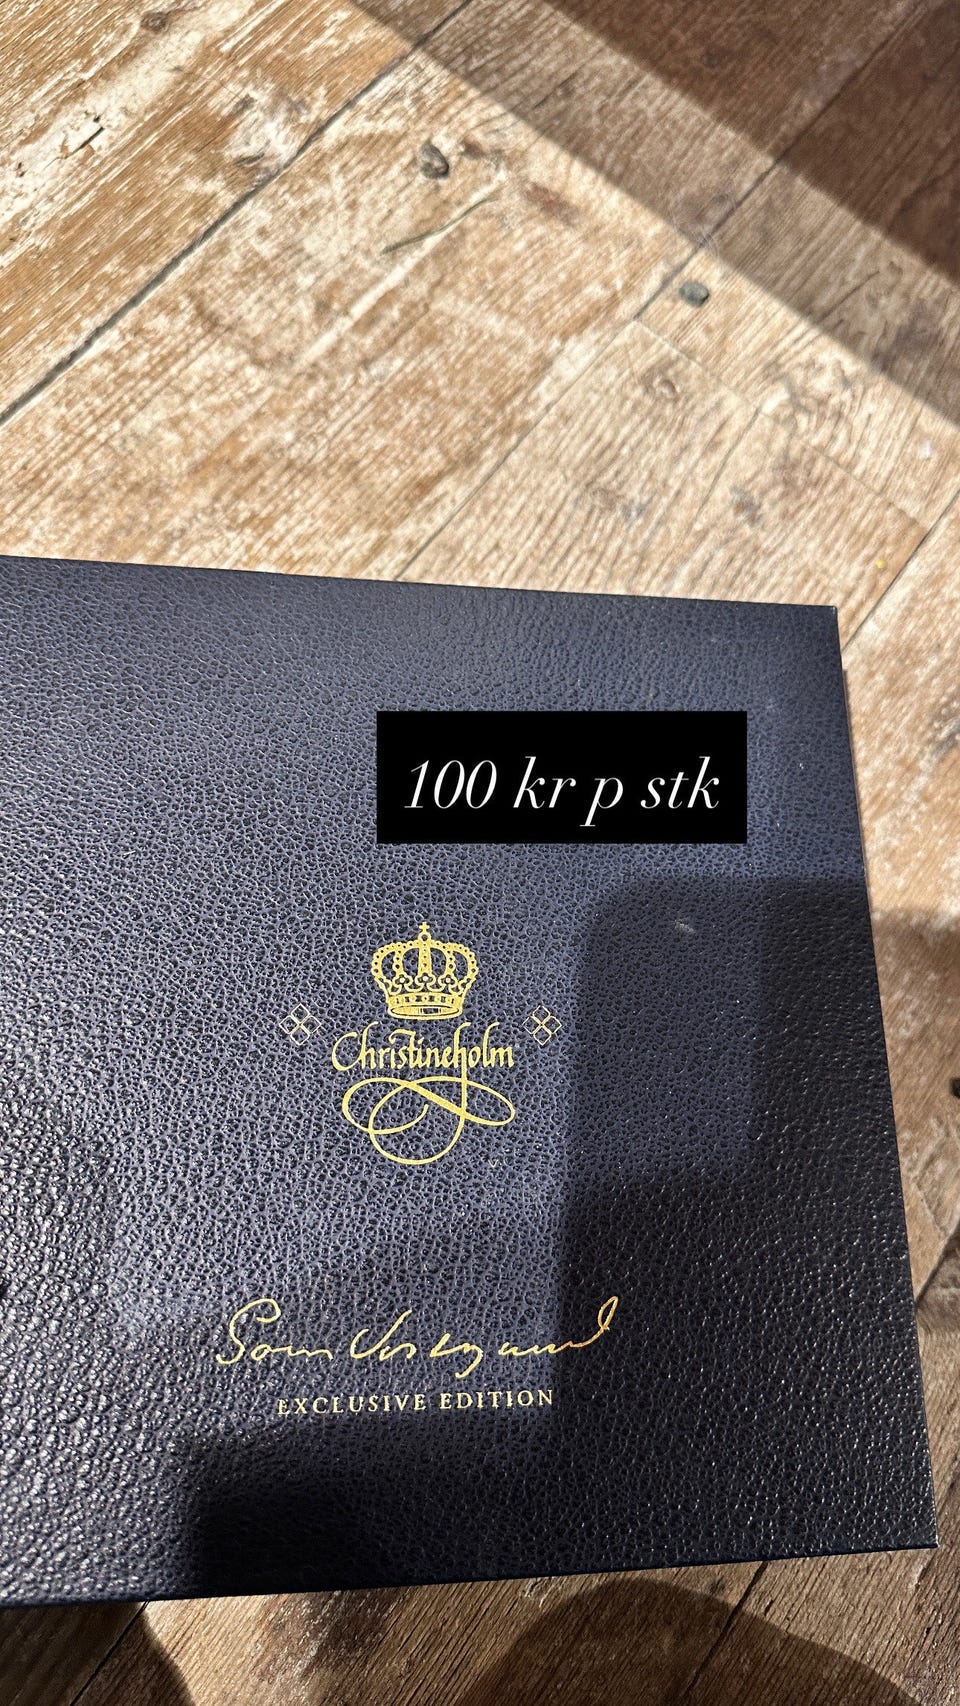 100 kr p stk
Christineholm
EXCLUSIVE EDITION